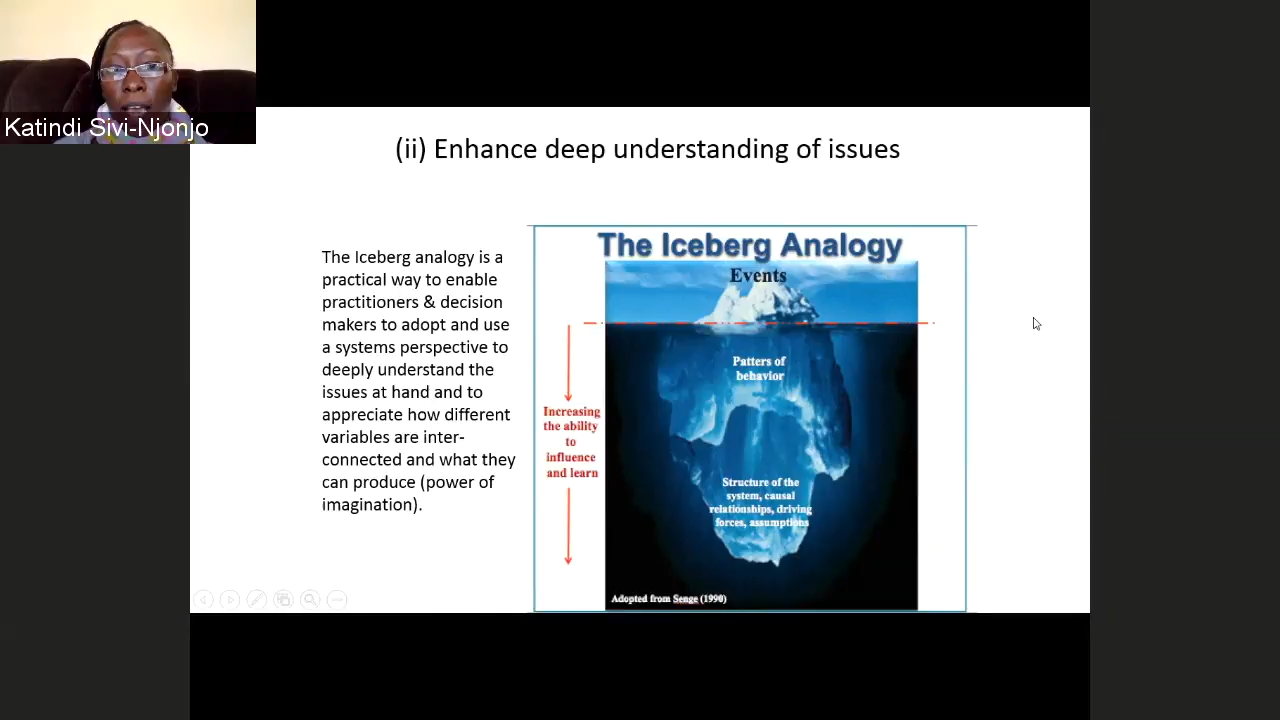 Katindi Sivi-Njonjo
(ii) Enhance deep understanding of issues
The Iceberg analogy is a
practical way to enable
practitioners & decision
makers to adopt and use
a systems perspective to
deeply understand the
issues at hand and to
appreciate how different
variables are inter-
connected and what they
can produce (power of
imagination).
The Iceberg Analogy
Events
Patters of
behavior
Increasing
the ability
to
influence
and learn
Structure of the
system, causal
relationships, driving
forces, assumptions
Adopted from Senge (1990)